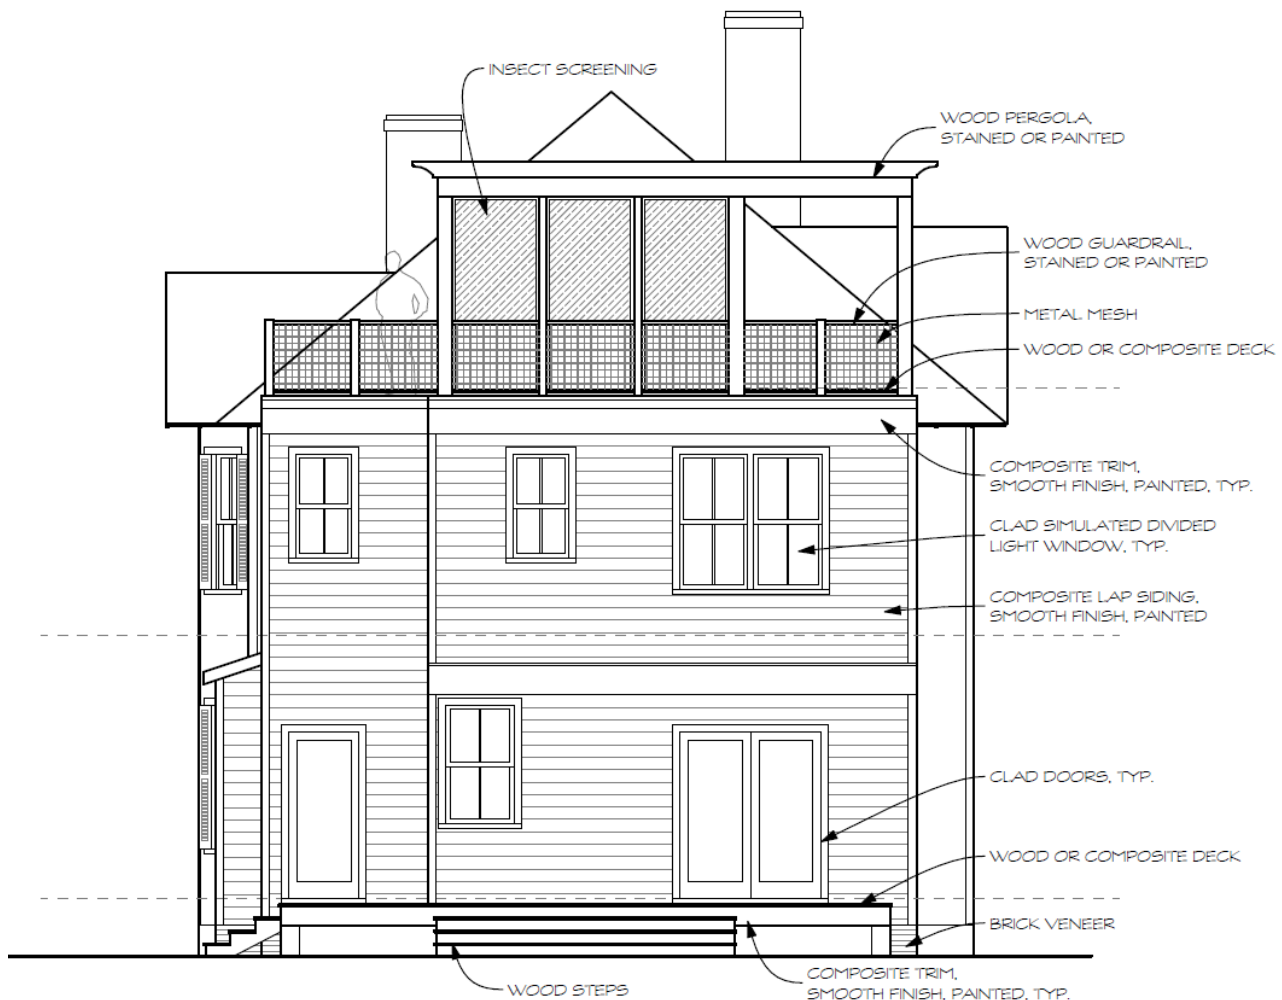 INSECT SCREENING
WOOD PERGOLA,
STAINED OR PAINTED
WOOD GUARDRAIL,
STAINED OR PAINTED
METAL MESH
WOOD OR COMPOSITE DECK
COMPOSITE TRIM,
SMOOTH FINISH, PAINTED, TYP.
CLAD SIMULATED DIVIDED
LIGHT WINDOW, TYP.
COMPOSITE LAP SIDING,
SMOOTH FINISH, PAINTED
CLAD DOORS, TYP.
WOOD OR COMPOSITE DECK
BRICK VENEER
COMPOSITE TRIM,
SMOOTH FINISH, PAINTED, TYP.
WOOD STEPS